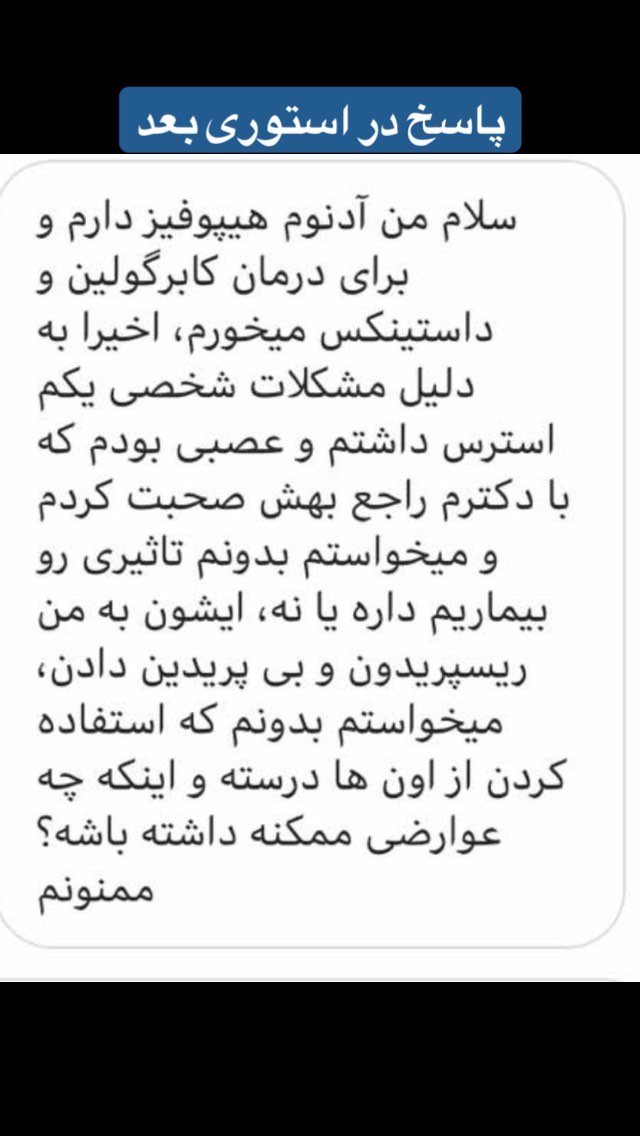 پاسخ در استوری بعد
سلام من آدنوم هیپوفیز دارم و
برای درمان کابرگولین و
داستینکس میخورم، اخیرا به
دلیل مشکلات شخصی یکم
استرس داشتم و عصبی بودم که
با دکترم راجع بهش صحبت کردم
و میخواستم بدونم تاثیری رو
بیماریم داره یا نه، ایشون به من
ریسپریدون و بی پریدین دادن،
میخواستم بدونم که استفاده
کردن از اون ها درسته و اینکه چه
عوارضی ممکنه داشته باشه؟
ممنونم